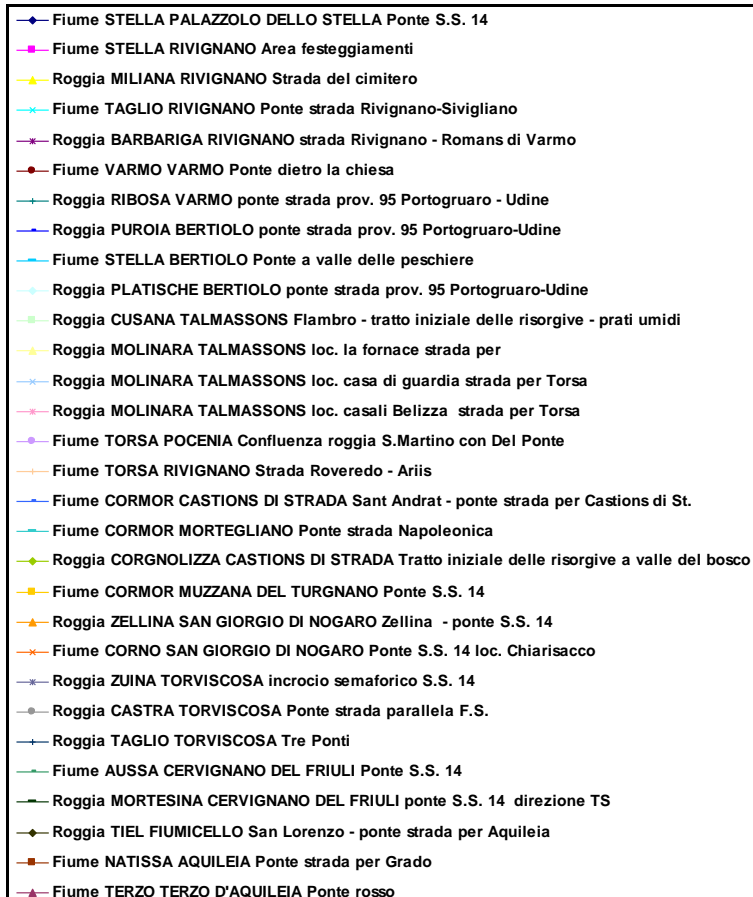 Fiume STELLA PALAZZOLO DELLO STELLA Ponte S.S. 14
Fiume STELLA RIVIGNANO Area festeggiamenti
Roggia MILIANA RIVIGNANO Strada del cimitero
Fiume TAGLIO RIVIGNANO Ponte strada Rivignano-Sivigliano
Roggia BARBARIGA RIVIGNANO strada Rivignano - Romans di Varmo
Fiume VARMO VARMO Ponte dietro la chiesa
Roggia RIBOSA VARMO ponte strada prov. 95 Portogruaro - Udine
Roggia PUROIA BERTIOLO ponte strada prov. 95 Portogruaro-Udine
Fiume STELLA BERTIOLO Ponte a valle delle peschiere
Roggia PLATISCHE BERTIOLO ponte strada prov. 95 Portogruaro-Udine
Roggia CUSANA TALMASSONS Flambro - tratto iniziale delle risorgive - prati umidi
Roggia MOLINARA TALMASSONS loc. la fornace strada per
Roggia MOLINARA TALMASSONS loc. casa di guardia strada per Torsa
Roggia MOLINARA TALMASSONS loc. casali Belizza strada per Torsa
Fiume TORSA POCENIA Confluenza roggia S.Martino con Del Ponte
Fiume TORSA RIVIGNANO Strada Roveredo - Ariis
Fiume CORMOR CASTIONS DI STRADA Sant Andrat - ponte strada per Castions di St.
Fiume CORMOR MORTEGLIANO Ponte strada Napoleonica
Roggia CORGNOLIZZA CASTIONS DI STRADA Tratto iniziale delle risorgive a valle del bosco
Fiume CORMOR MUZZANA DEL TURGNANO Ponte S.S. 14
Roggia ZELLINA SAN GIORGIO DI NOGARO Zellina - ponte S.S. 14
Fiume CORNO SAN GIORGIO DI NOGARO Ponte S.S. 14 loc. Chiarisacco
Roggia ZUINA TORVISCOSA incrocio semaforico S.S. 14
Roggia CASTRA TORVISCOSA Ponte strada parallela F.S.
Roggia TAGLIO TORVISCOSA Tre Ponti
Fiume AUSSA CERVIGNANO DEL FRIULI Ponte S.S. 14
Roggia MORTESINA CERVIGNANO DEL FRIULI ponte S.S. 14 direzione TS
Roggia TIEL FIUMICELLO San Lorenzo - ponte strada per Aquileia
Fiume NATISSA AQUILEIA Ponte strada per Grado
Fiume TERZO TERZO D'AQUILEIA Ponte rosso